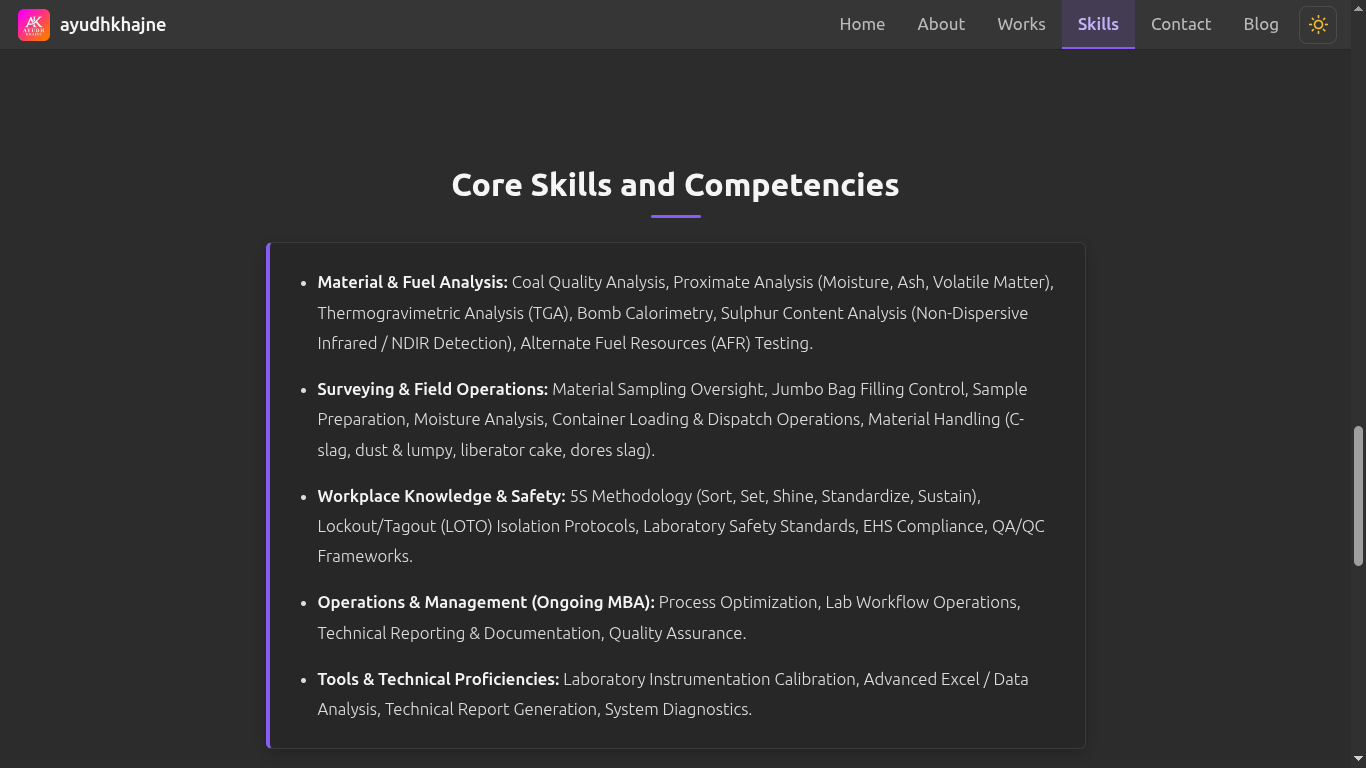 AK
AYUDH
ayudhkhajne
Home
About
Works
Skills
Contact
Blog
Core Skills and Competencies
• Material & Fuel Analysis: Coal Quality Analysis, Proximate Analysis (Moisture, Ash, Volatile Matter),
Thermogravimetric Analysis (TGA), Bomb Calorimetry, Sulphur Content Analysis (Non-Dispersive
Infrared / NDIR Detection), Alternate Fuel Resources (AFR) Testing.
• Surveying & Field Operations: Material Sampling Oversight, Jumbo Bag Filling Control, Sample
Preparation, Moisture Analysis, Container Loading & Dispatch Operations, Material Handling (C-
slag, dust & lumpy, liberator cake, dores slag).
• Workplace Knowledge & Safety: 5S Methodology (Sort, Set, Shine, Standardize, Sustain),
Lockout/Tagout (LOTO) Isolation Protocols, Laboratory Safety Standards, EHS Compliance, QA/QC
Frameworks.
• Operations & Management (Ongoing MBA): Process Optimization, Lab Workflow Operations,
Technical Reporting & Documentation, Quality Assurance.
• Tools & Technical Proficiencies: Laboratory Instrumentation Calibration, Advanced Excel / Data
Analysis, Technical Report Generation, System Diagnostics.